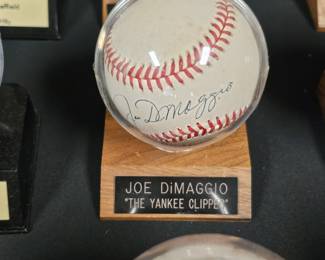 Joe DiMaggio
JOE DiMAGGIO
"THE YANKEE CLIPPER"